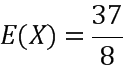 E(X) = 37/8